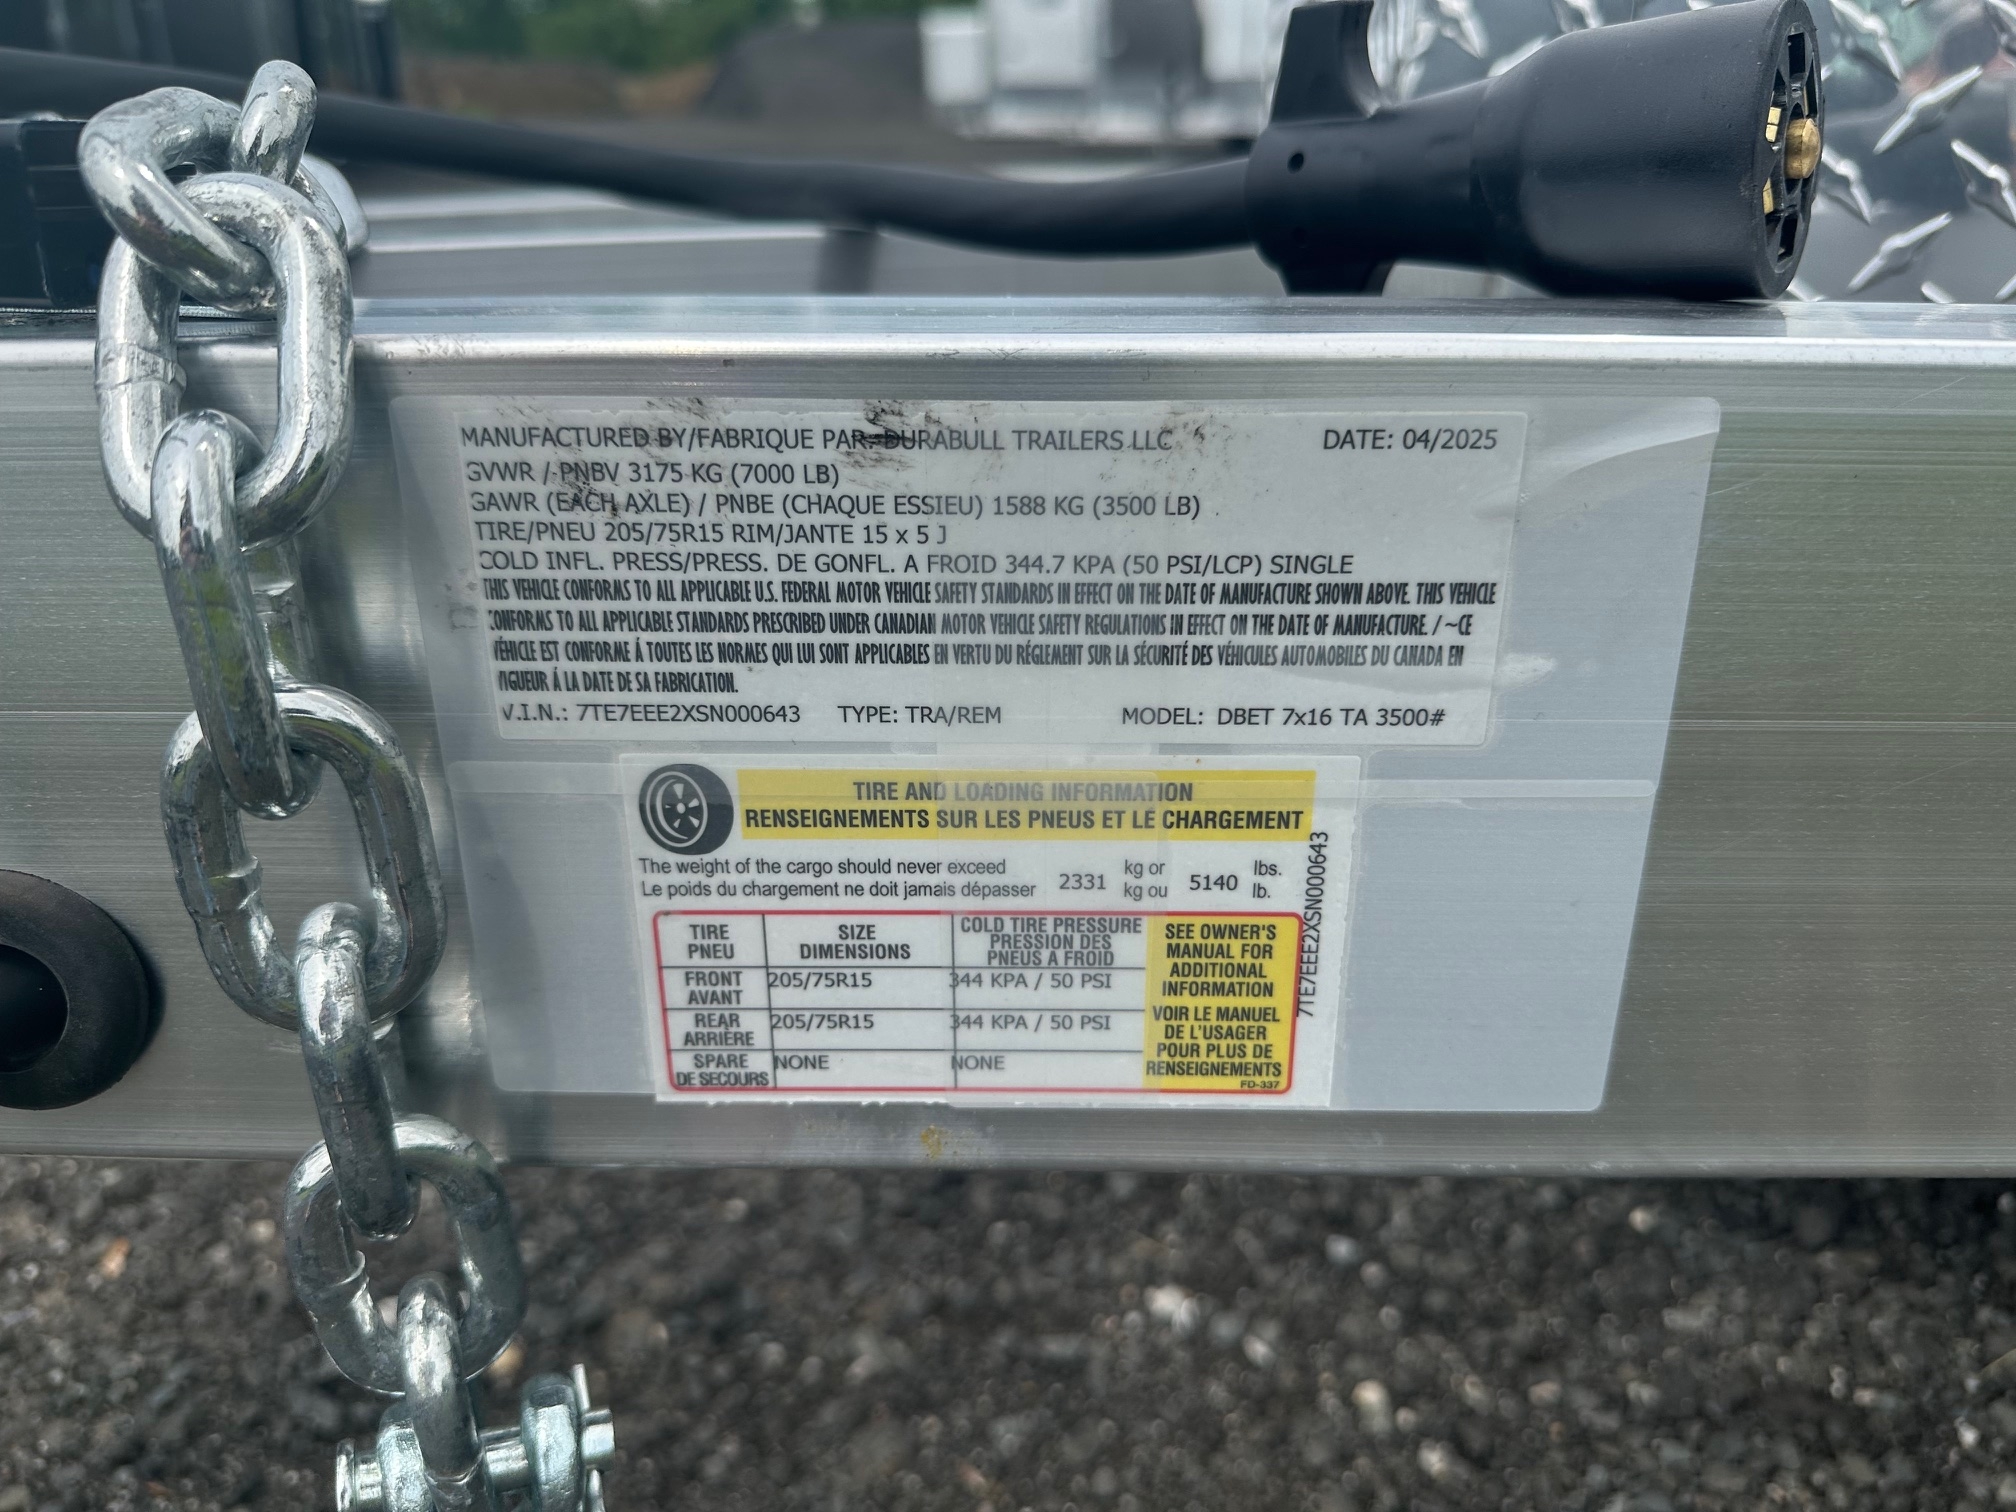 MANUFACTURED BY/FABRIQUE PAR: DURABULL TRAILERS LLC DATE: 04/2025
GVWR / PNBV 3175 KG (7000 LB)
GAWR (EACH AXLE) / PNBE (CHAQUE ESSIEU) 1588 KG (3500 LB)
TIRE/PNEU 205/75R15 RIM/JANTE 15 x 5 J
COLD INFL. PRESS/PRESS. DE GONFL. A FROID 344.7 KPA (50 PSI/LCP) SINGLE
THIS VEHICLE CONFORMS TO ALL APPLICABLE U.S. FEDERAL MOTOR VEHICLE SAFETY STANDARDS IN EFFECT ON THE DATE OF MANUFACTURE SHOWN ABOVE. THIS VEHICLE
CONFORMS TO ALL APPLICABLE STANDARDS PRESCRIBED UNDER CANADIAN MOTOR VEHICLE SAFETY REGULATIONS IN EFFECT ON THE DATE OF MANUFACTURE. / ~CE
VÉHICLE EST CONFORME Á TOUTES LES NORMES QUI LUI SONT APPLICABLES EN VERTU DU RÉGLEMENT SUR LA SÉCURITÉ DES VÉHICULES AUTOMOBILES DU CANADA EN
VIGUEUR Á LA DATE DE SA FABRICATION.
V.I.N.: 7TE7EEE2XSN000643 TYPE: TRA/REM MODEL: DBET 7x16 TA 3500#
TIRE AND LOADING INFORMATION
RENSEIGNEMENTS SUR LES PNEUS ET LE CHARGEMENT
The weight of the cargo should never exceed 2331 kg or 5140 lbs.
Le poids du chargement ne doit jamais dépasser kg ou lb.
TIRE PNEU
SIZE DIMENSIONS
COLD TIRE PRESSURE
PRESSION DES
PNEUS A FROID
FRONT AVANT 205/75R15 344 KPA / 50 PSI
REAR ARRIÈRE 205/75R15 344 KPA / 50 PSI
SPARE DE SECOURS NONE NONE
SEE OWNER'S
MANUAL FOR
ADDITIONAL
INFORMATION
VOIR LE MANUEL
DE L'USAGER
POUR PLUS DE
RENSEIGNEMENTS
FD-337
7TE7EEE2XSN000643